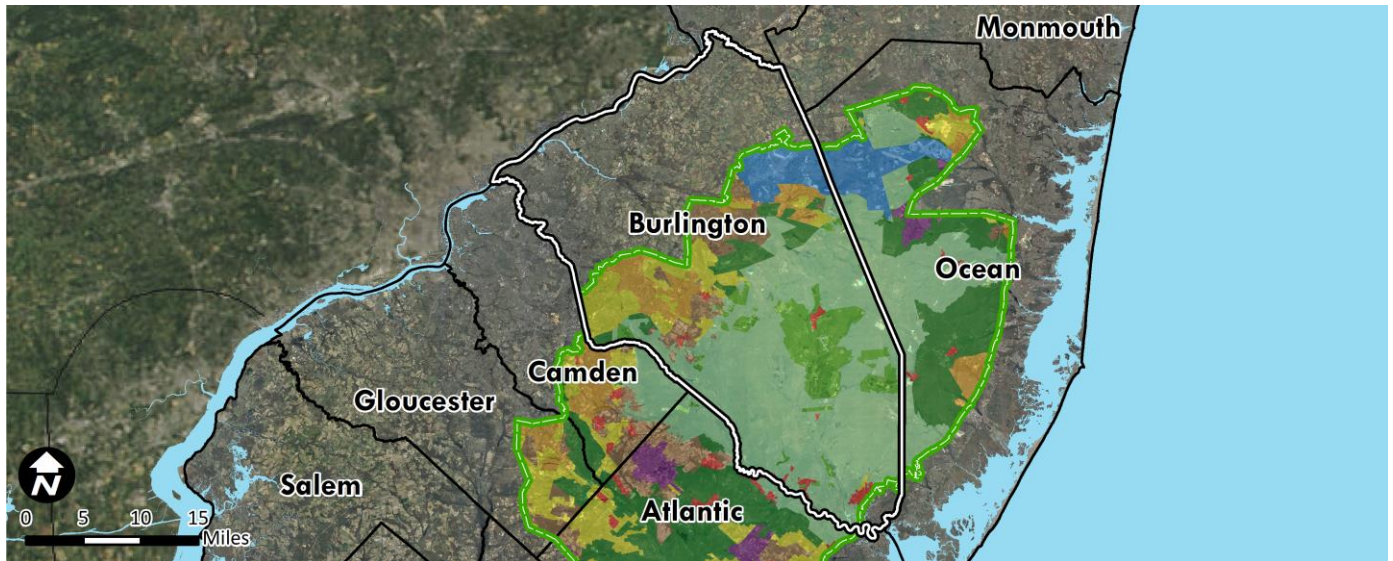 Monmouth
Burlington
Ocean
Camden
Gloucester
Salem
Atlantic
N
0 5 10 15
Miles